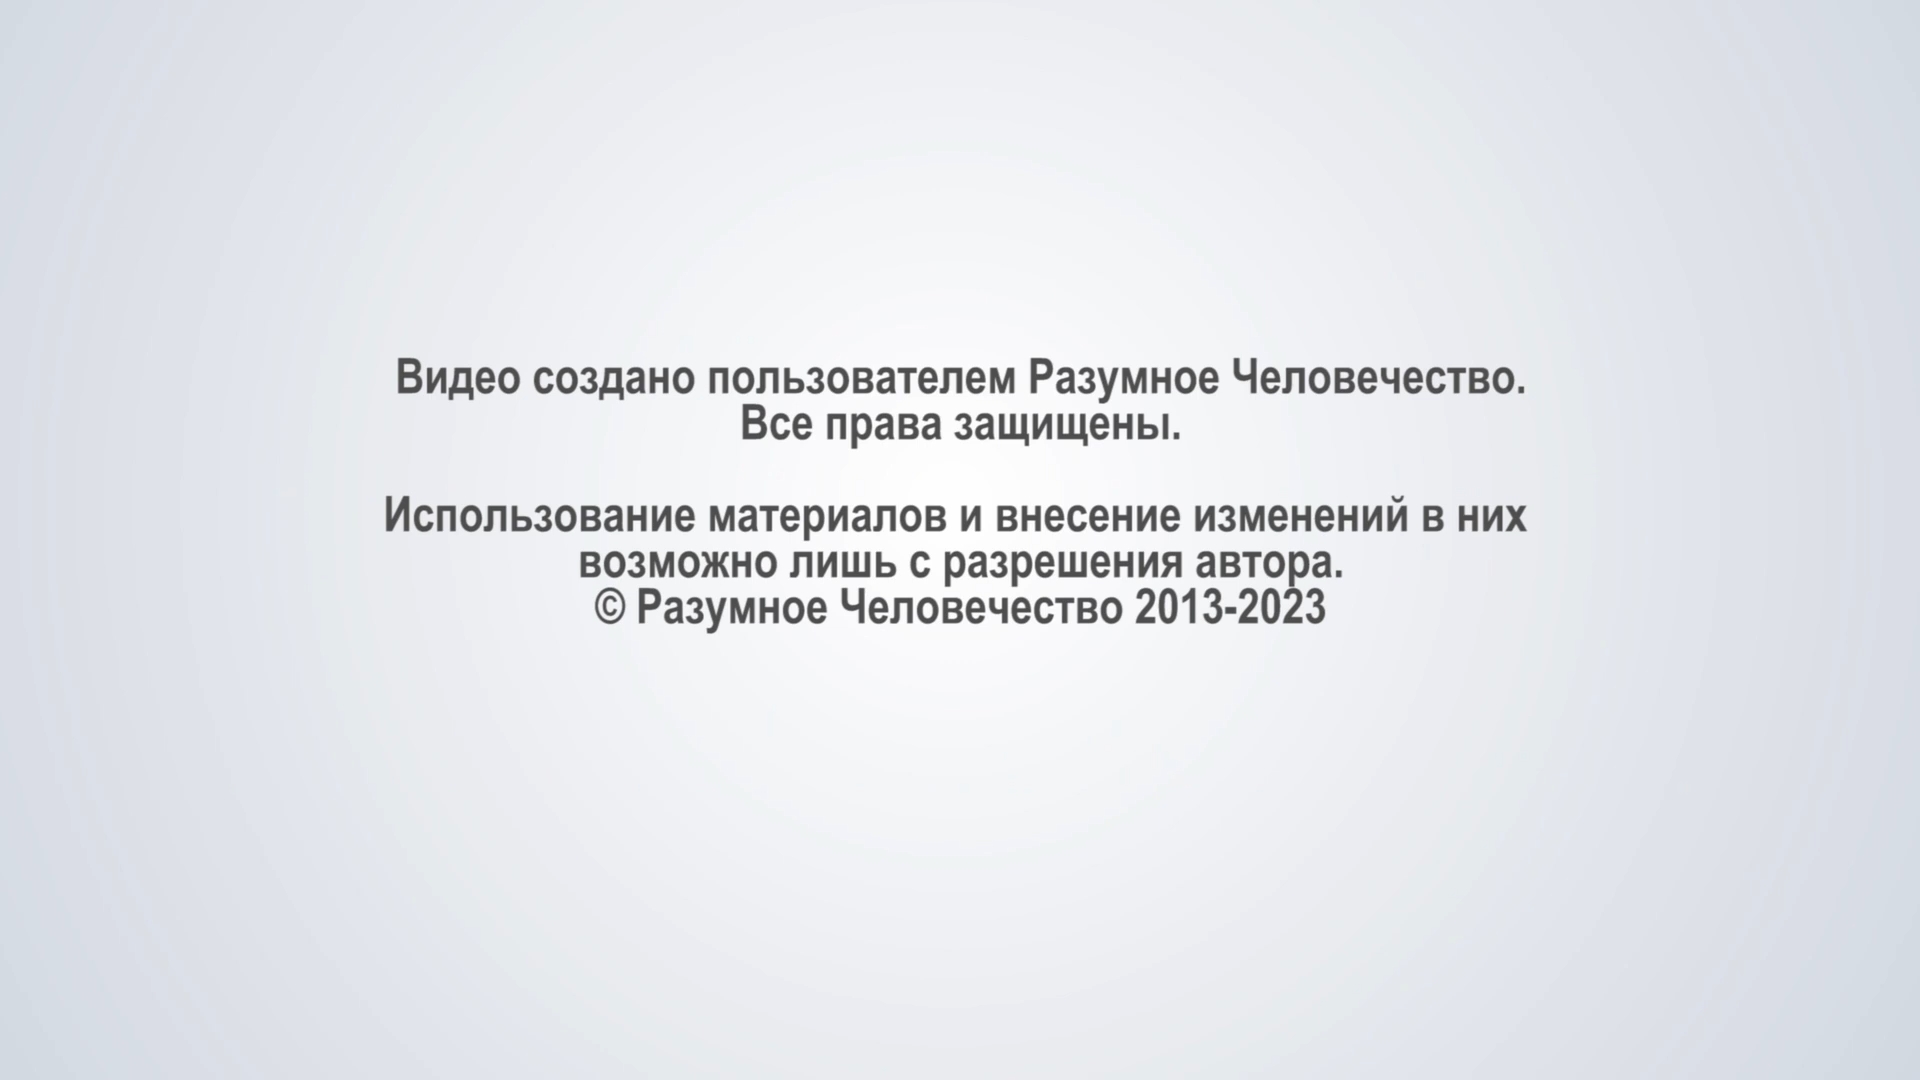 Видео создано пользователем Разумное Человечество.
Все права защищены.
Использование материалов и внесение изменений в них
возможно лишь с разрешения автора.
© Разумное Человечество 2013-2023